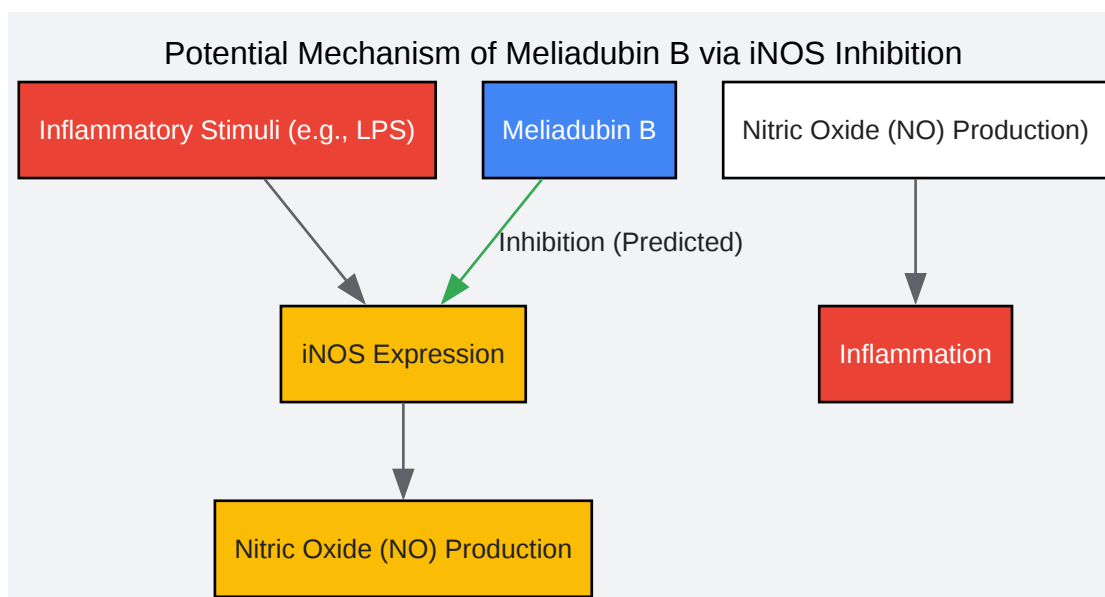 Potential Mechanism of Meliadubin B via iNOS Inhibition
Inflammatory Stimuli (e.g., LPS)
Meliadubin B
Nitric Oxide (NO) Production)
Inhibition (Predicted)
iNOS Expression
Inflammation
Nitric Oxide (NO) Production